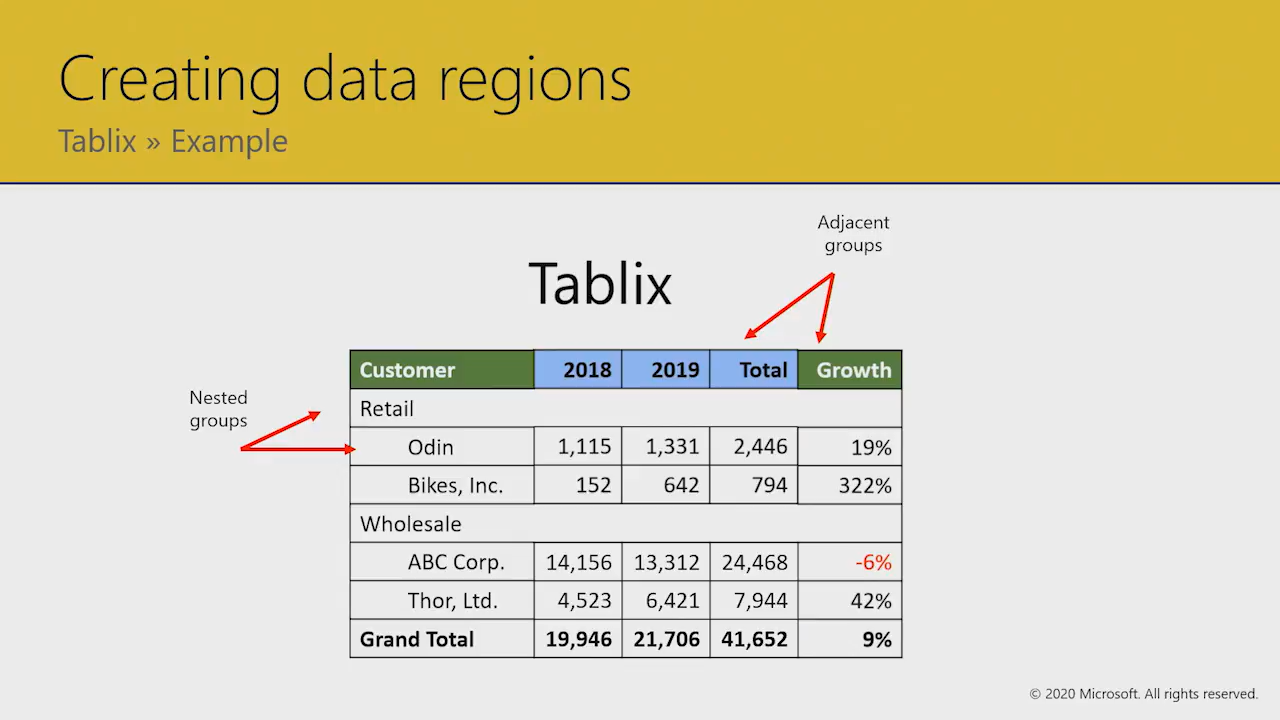 Creating data regions
Tablix » Example
Adjacent
groups
Tablix
Nested
groups
Customer 2018 2019 Total Growth
Retail
Odin 1,115 1,331 2,446 19%
Bikes, Inc. 152 642 794 322%
Wholesale
ABC Corp. 14,156 13,312 24,468 -6%
Thor, Ltd. 4,523 6,421 7,944 42%
Grand Total 19,946 21,706 41,652 9%
© 2020 Microsoft. All rights reserved.